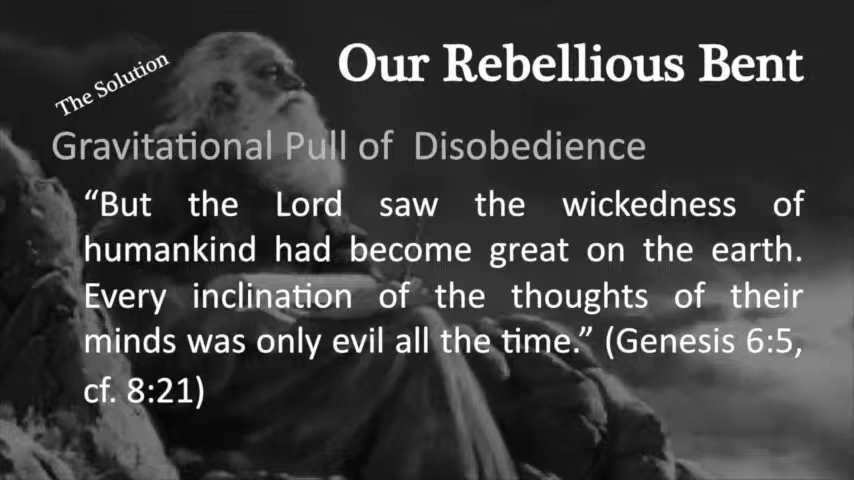 The Solution
Our Rebellious Bent
Gravitational Pull of Disobedience
“But the Lord saw the wickedness of
humankind had become great on the earth.
Every inclination of the thoughts of their
minds was only evil all the time.” (Genesis 6:5,
cf. 8:21)